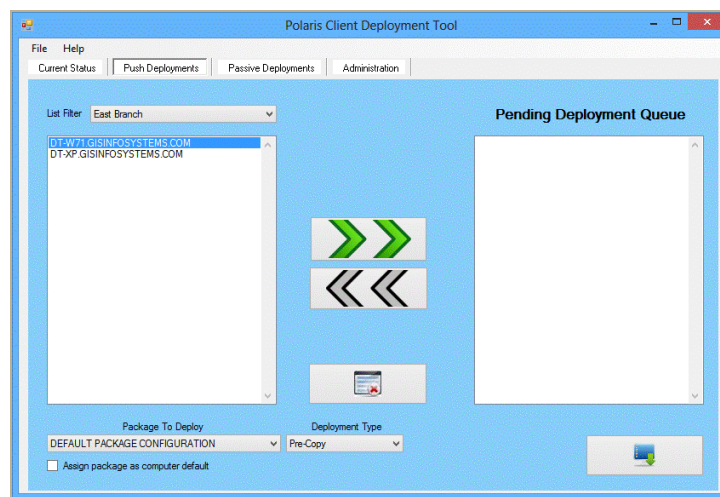 Polaris Client Deployment Tool
File Help
Current Status Push Deployments Passive Deployments Administration
List Filter East Branch
Pending Deployment Queue
DT-W71.GISINFOSYSTEMS.COM
DT-XP.GISINFOSYSTEMS.COM
Package To Deploy Deployment Type
DEFAULT PACKAGE CONFIGURATION Pre-Copy
Assign package as computer default